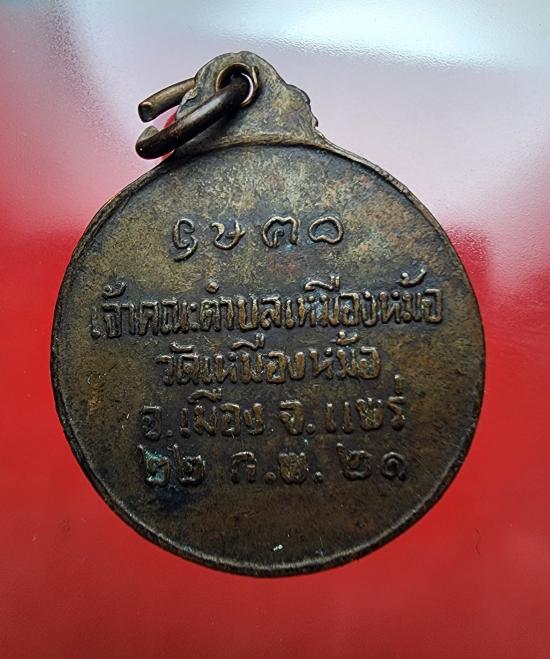 เจ้าคณะตำบลเหมืองหม้อ
วัดเหมืองหม้อ
อ.เมือง จ.แพร่
๒๒ ก.พ. ๒๑